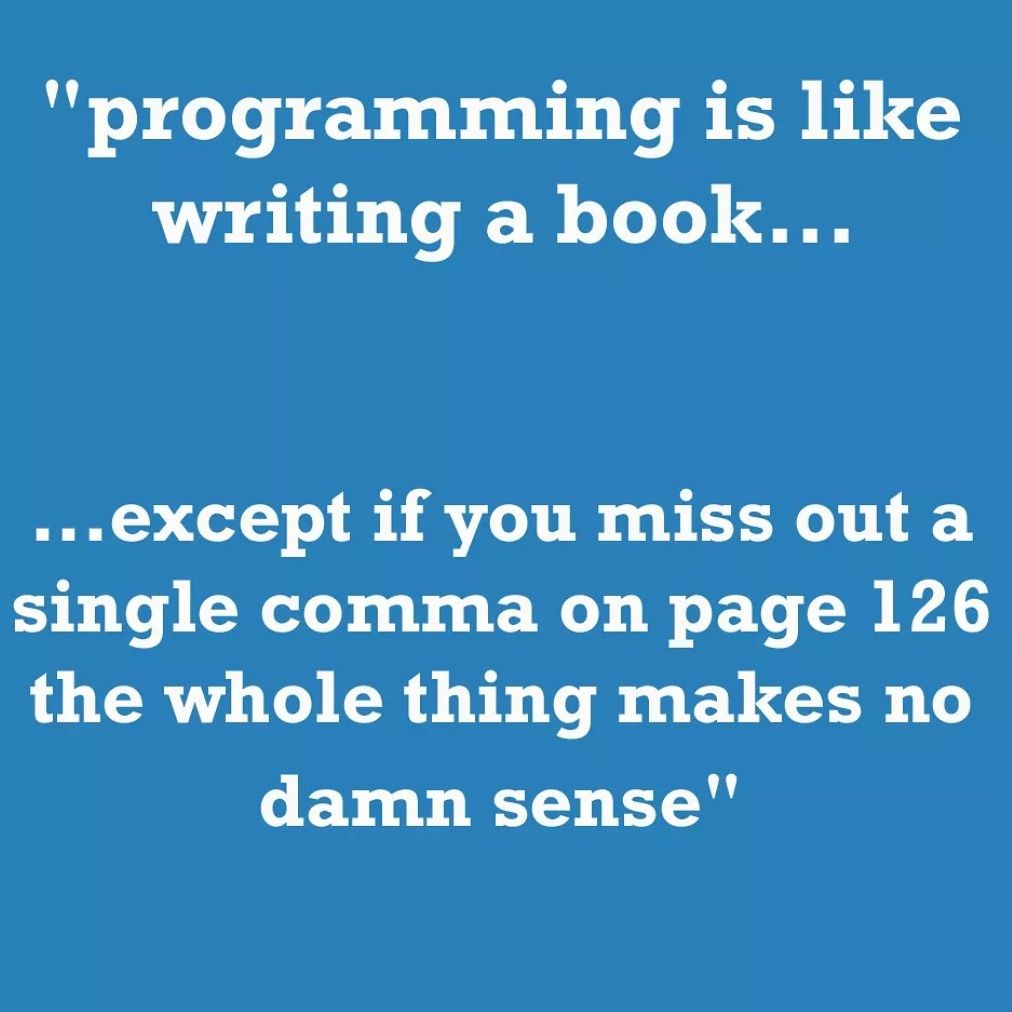 "programming is like
writing a book...
...except if you miss out a
single comma on page 126
the whole thing makes no
damn sense"